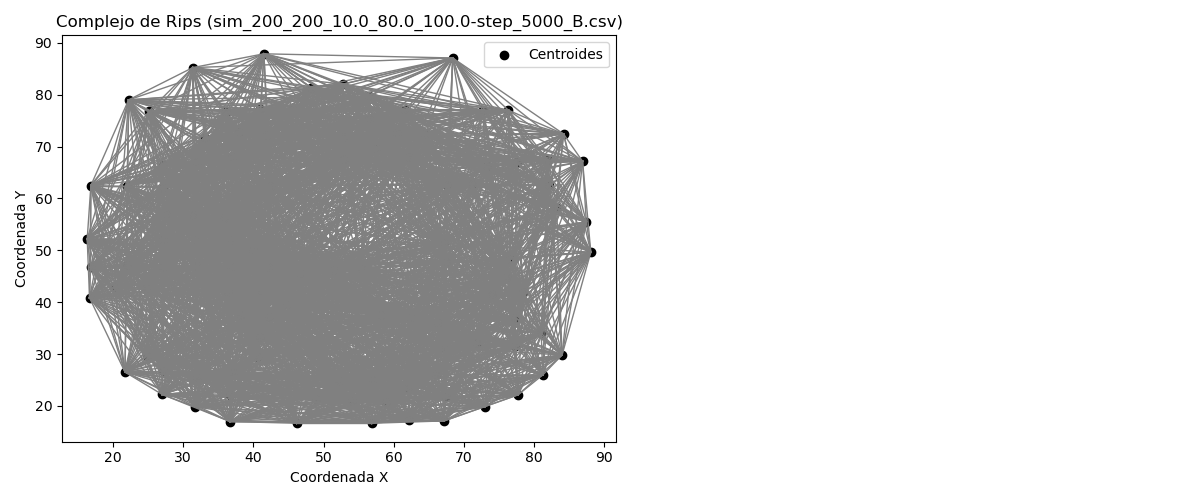 Complejo de Rips (sim_200_200_10.0_80.0_100.0-step_5000_B.csv)
Centroides
Coordenada Y
90
80
70
60
50
40
30
20
20 30 40 50 60 70 80 90
Coordenada X